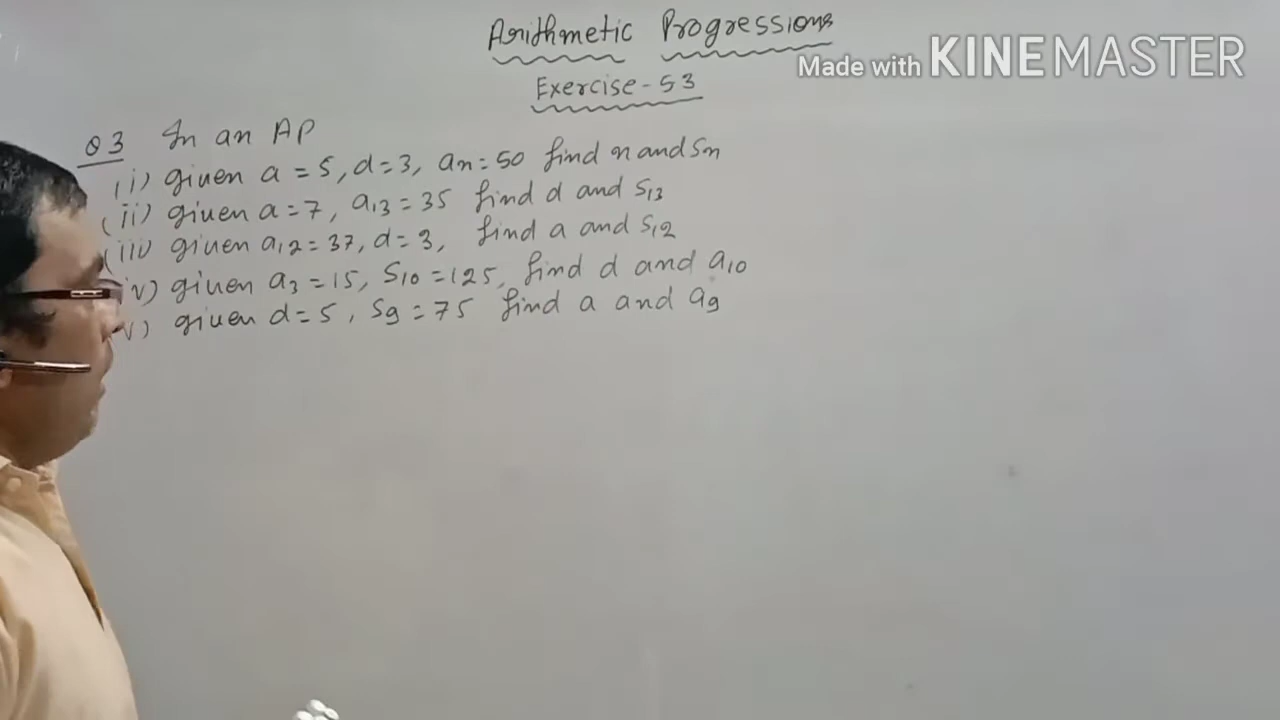 Arithmetic Progressions
Made with KINEMASTER
Exercise - 5 3
Q 3 In an AP
(i) given a = 5, d = 3, an = 50 find n and Sn
(ii) given a = 7, a13 = 35 find d and S13
(iii) given a12 = 37, d = 3, find a and S12
iv) given a3 = 15, S10 = 125, find d and a10
v) given d = 5, S9 = 75 find a and a9